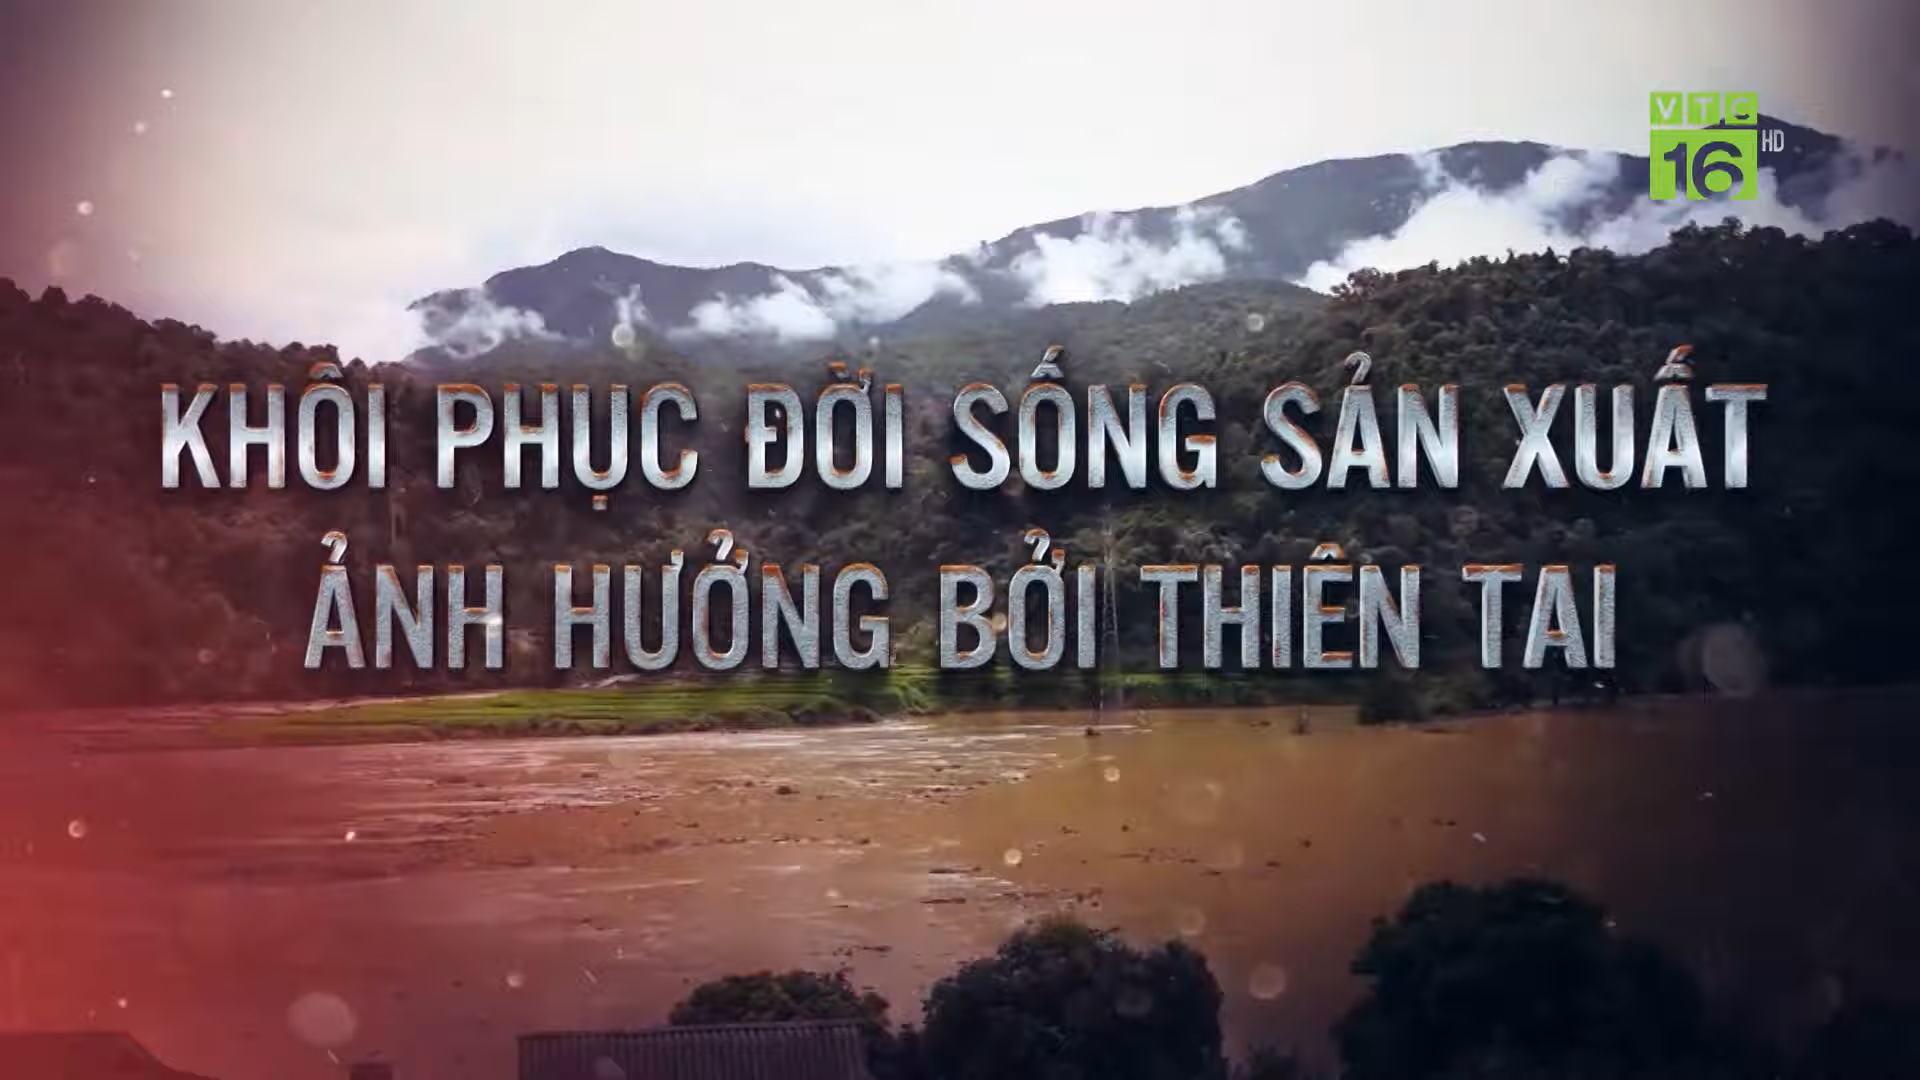 VTC
16 HD
KHÔI PHỤC ĐỜI SỐNG SẢN XUẤT
ẢNH HƯỞNG BỞI THIÊN TAI